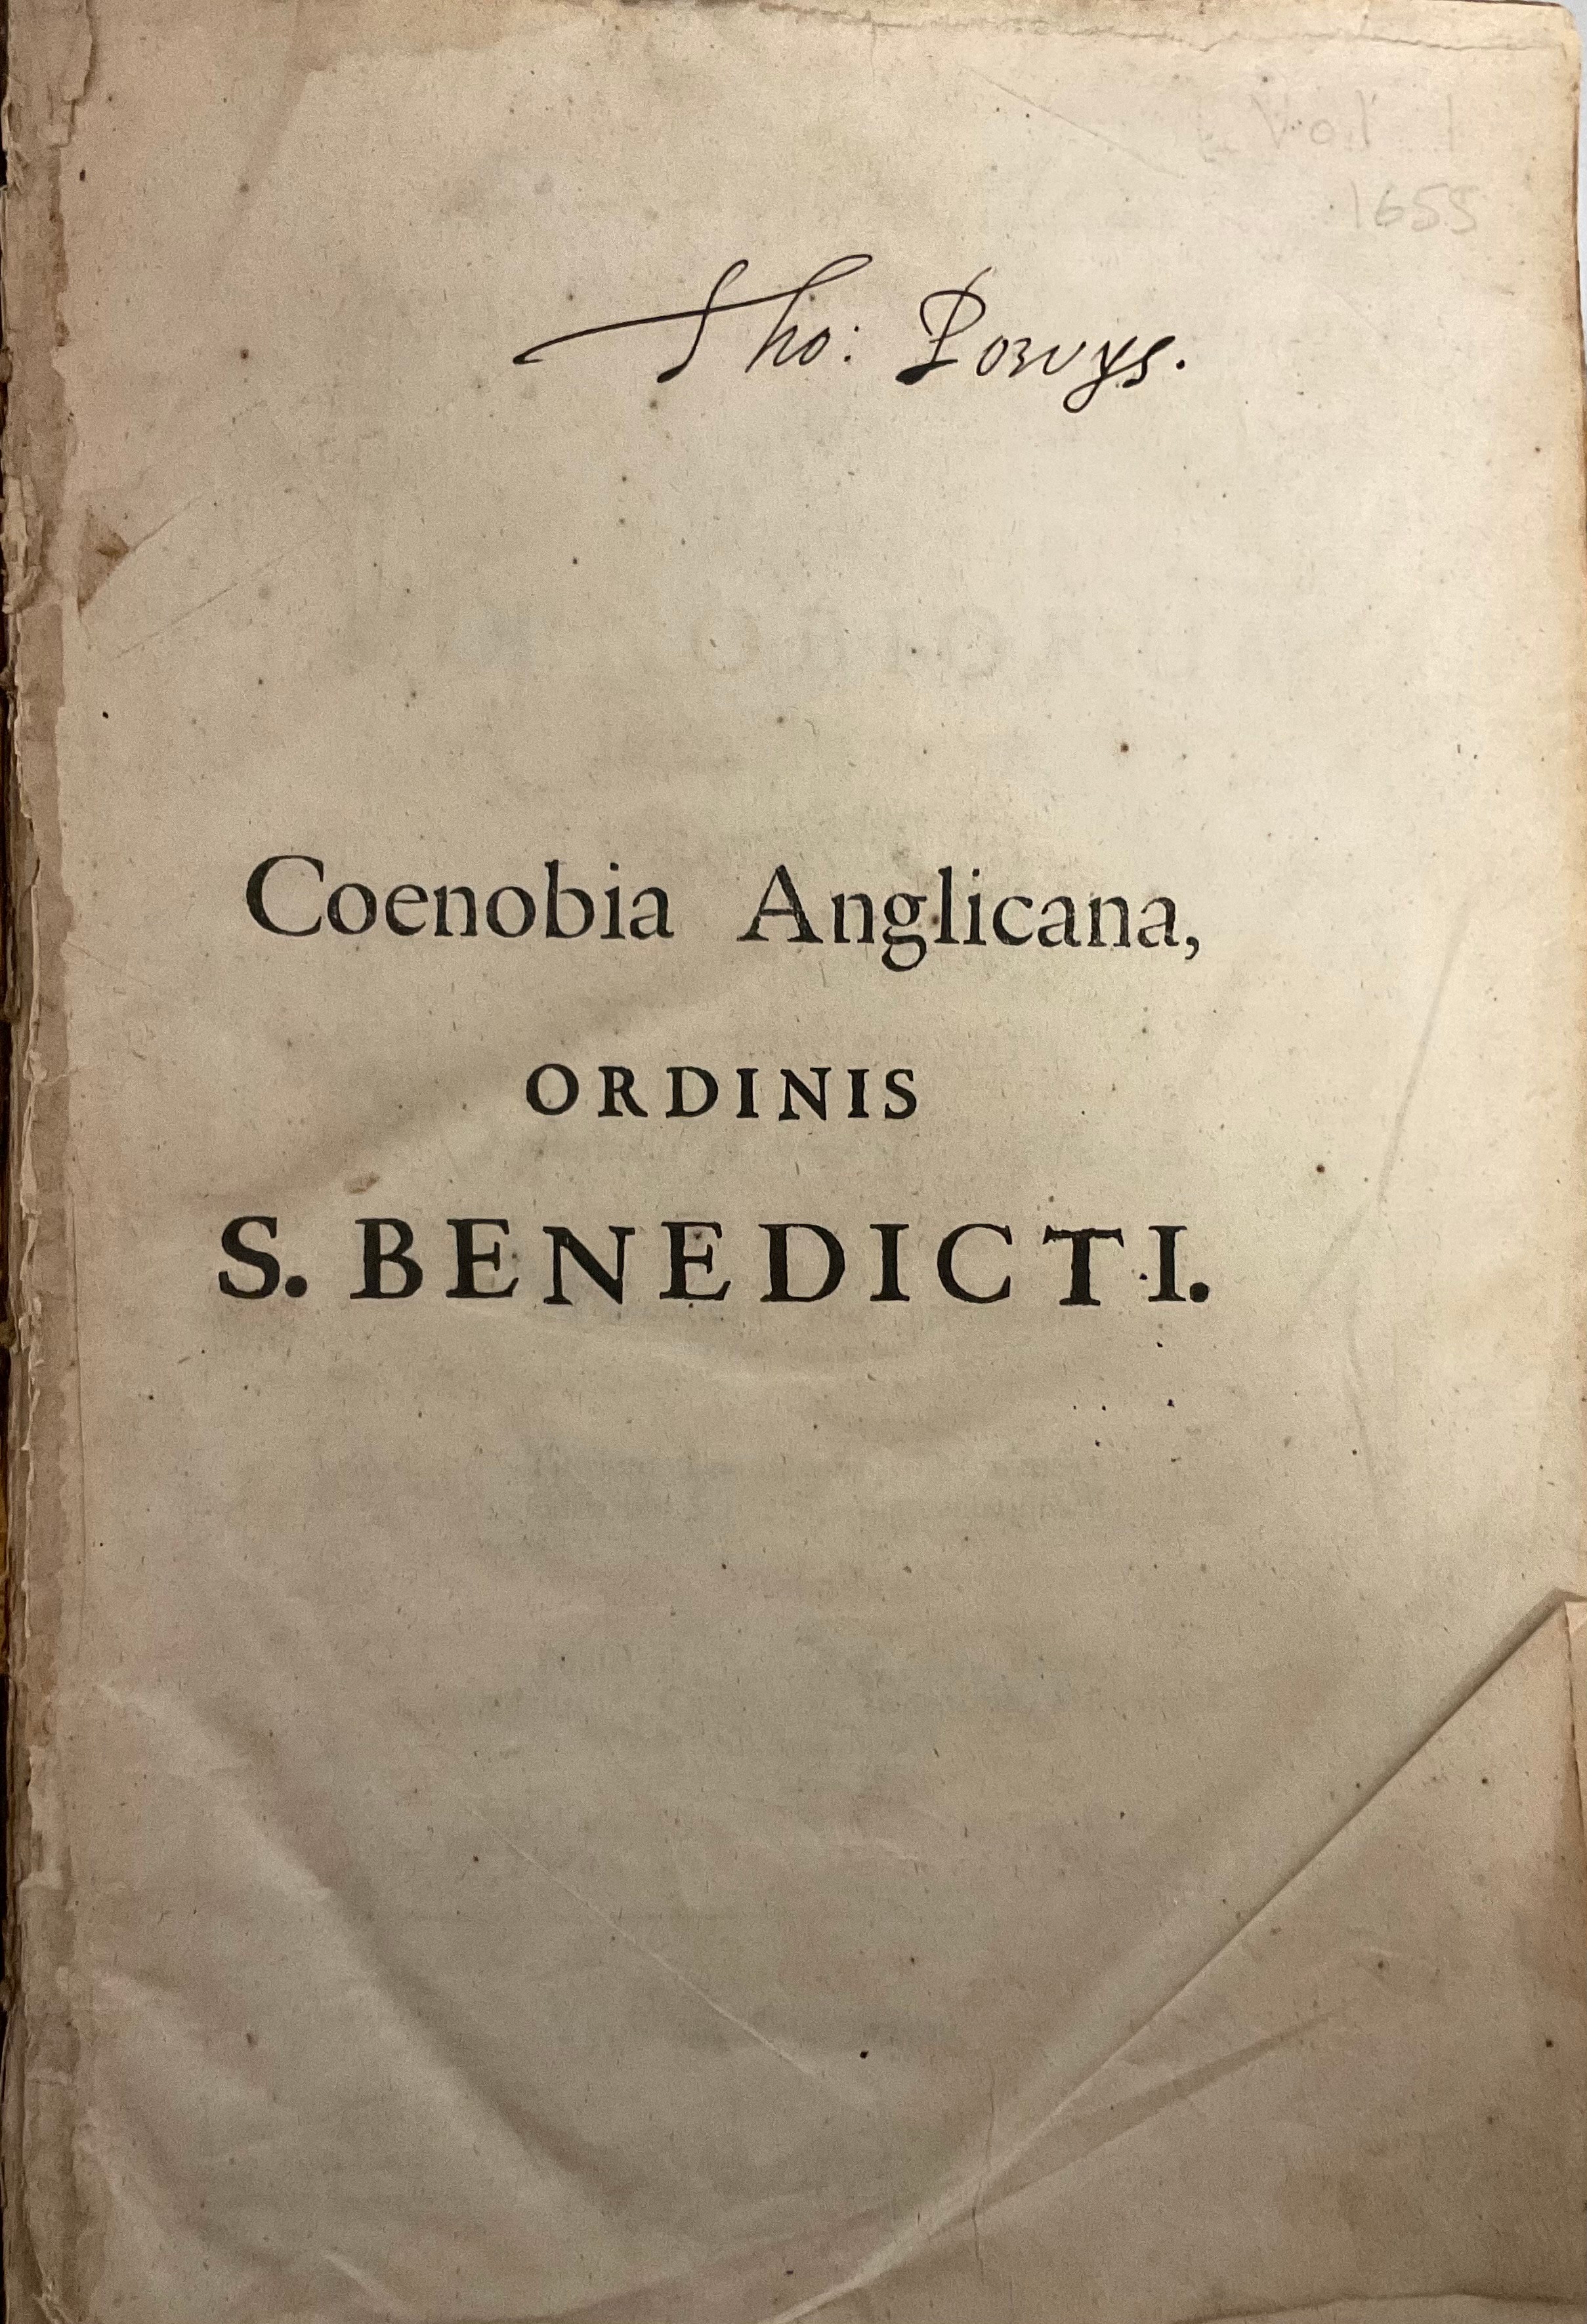 Vol 1
1655
Tho: Powys.
Coenobia Anglicana,
ORDINIS
S. BENEDICTI.